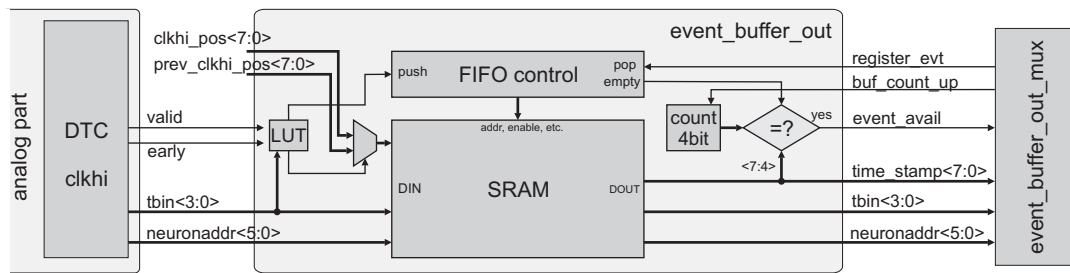 analog part
DTC
clkhi
clkhi_pos<7:0>
prev_clkhi_pos<7:0>
valid
early
tbin<3:0>
neuronaddr<5:0>
event_buffer_out
LUT
push
FIFO control
pop
empty
addr, enable, etc.
DIN
SRAM
DOUT
count
4bit
=?
yes
<7:4>
register_evt
buf_count_up
event_avail
time_stamp<7:0>
tbin<3:0>
neuronaddr<5:0>
event_buffer_out_mux